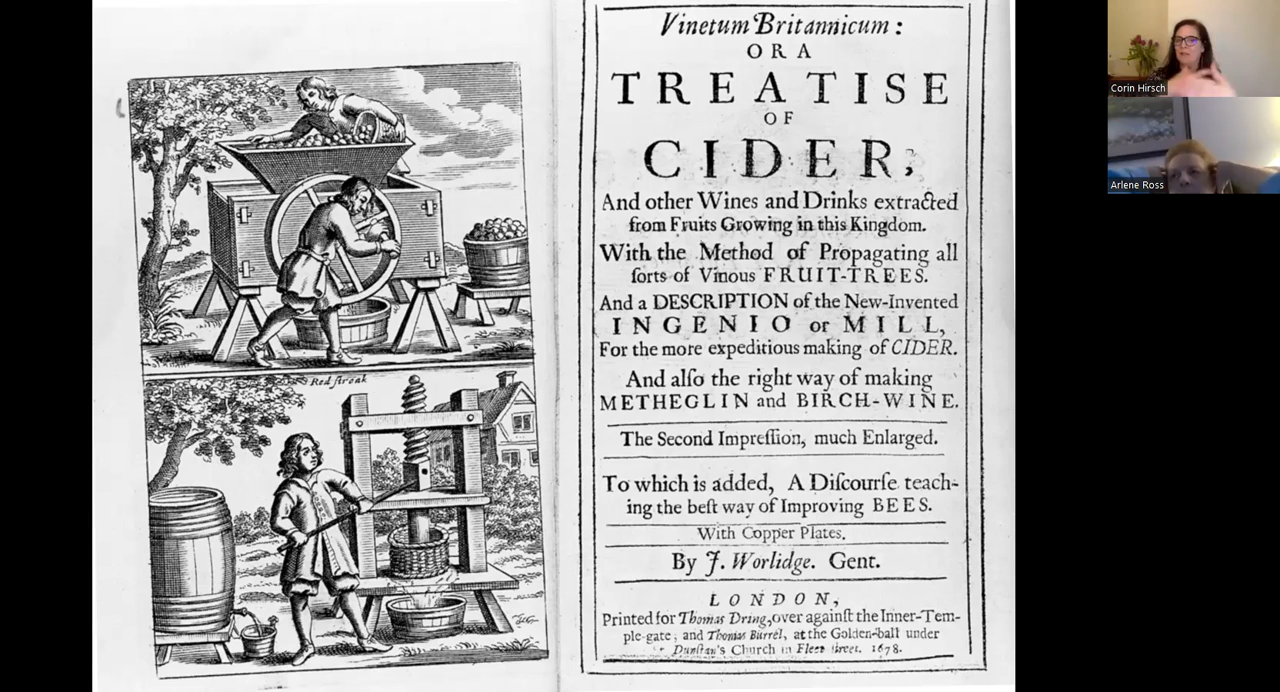 Vinetum Britannicum:
OR A
TREATISE
OF
CIDER,
And other Wines and Drinks extracted
from Fruits Growing in this Kingdom.
With the Method of Propagating all
ſorts of Vinous FRUIT-TREES.
And a DESCRIPTION of the New-Invented
INGENIO or MILL,
For the more expeditious making of CIDER.
And alſo the right way of making
METHEGLIN and BIRCH-WINE.
The Second Impreſſion, much Enlarged.
To which is added, A Diſcourſe teach-
ing the beſt way of Improving BEES.
With Copper Plates.
By J. Worlidge. Gent.
LONDON,
Printed for Thomas Dring, over againſt the Inner-Tem-
ple-gate; and Thomas Burrel, at the Golden-ball under
Dunſtan's Church in Fleet ſtreet. 1678.
Red ſtreak
Corin Hirsch
Arlene Ross